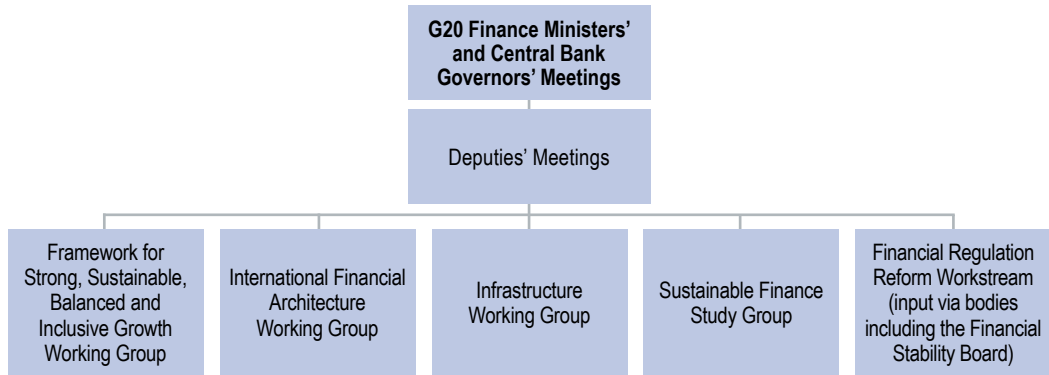 G20 Finance Ministers’
and Central Bank
Governors’ Meetings
Deputies’ Meetings
Framework for
Strong, Sustainable,
Balanced and
Inclusive Growth
Working Group
International Financial
Architecture
Working Group
Infrastructure
Working Group
Sustainable Finance
Study Group
Financial Regulation
Reform Workstream
(input via bodies
including the Financial
Stability Board)